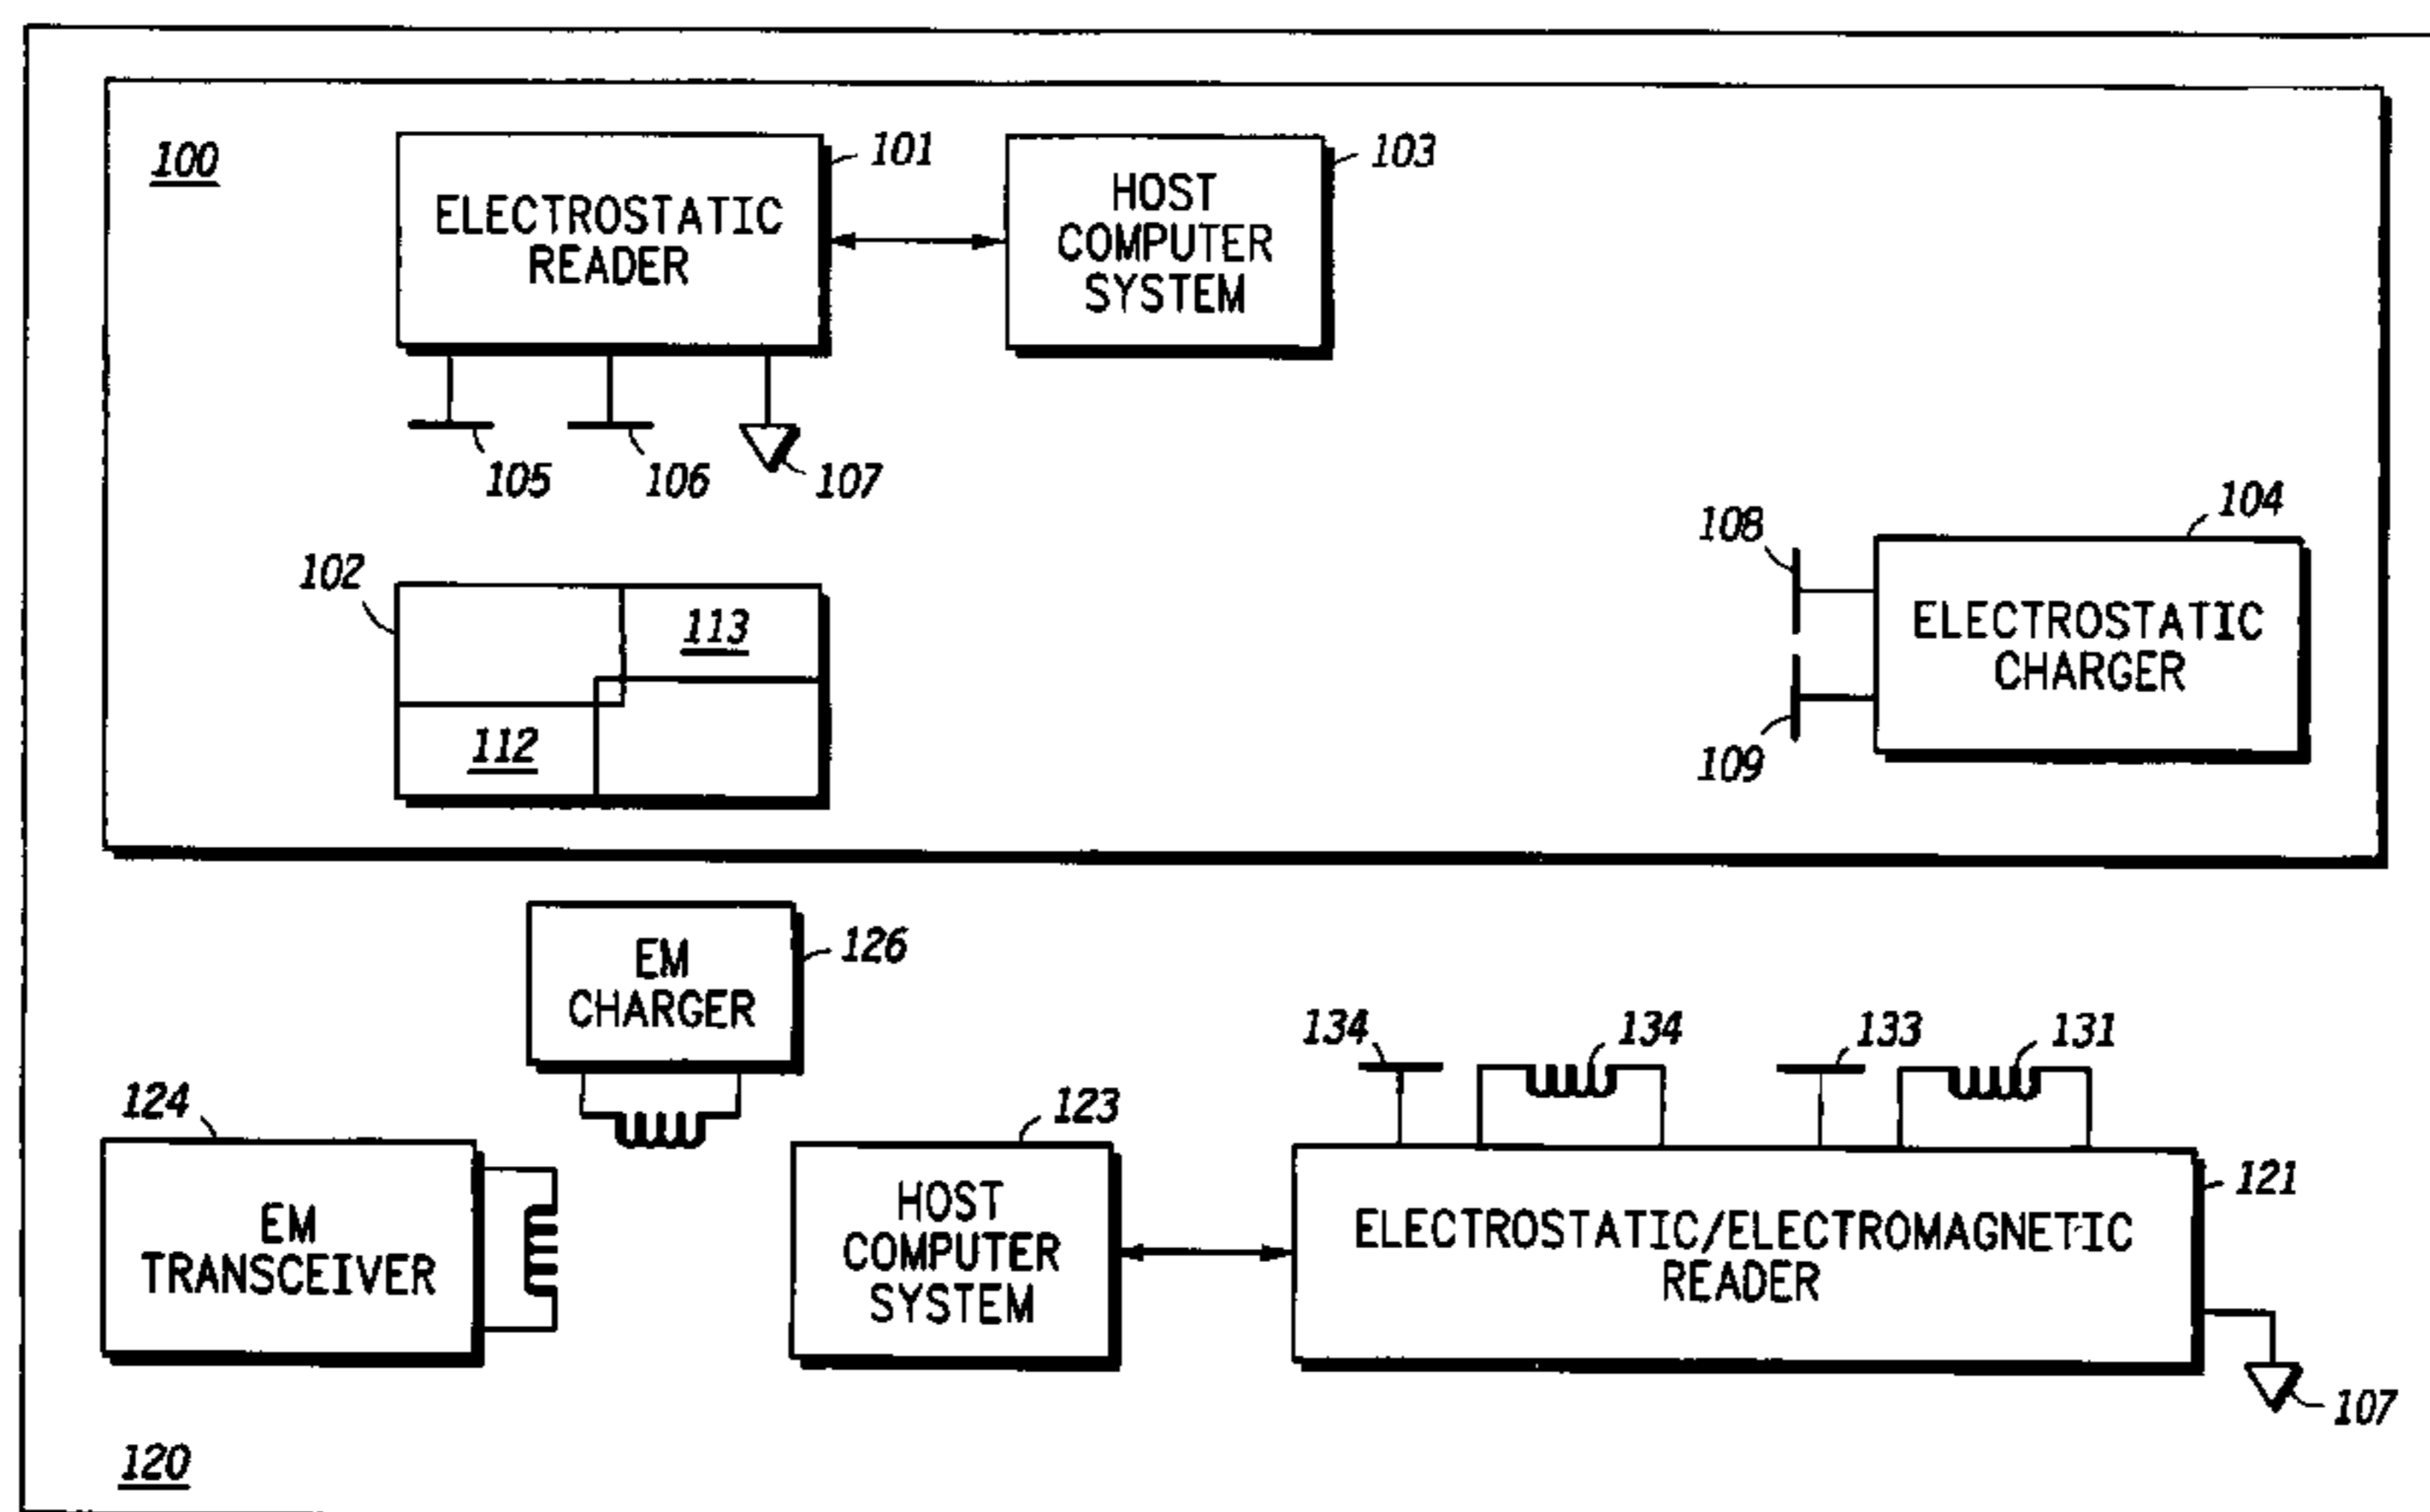 100
101
103
ELECTROSTATIC
READER
HOST
COMPUTER
SYSTEM
105
106
107
102
113
112
108
109
104
ELECTROSTATIC
CHARGER
126
EM
CHARGER
134
134
133
131
124
123
121
EM
TRANSCEIVER
HOST
COMPUTER
SYSTEM
ELECTROSTATIC/ELECTROMAGNETIC
READER
107
120